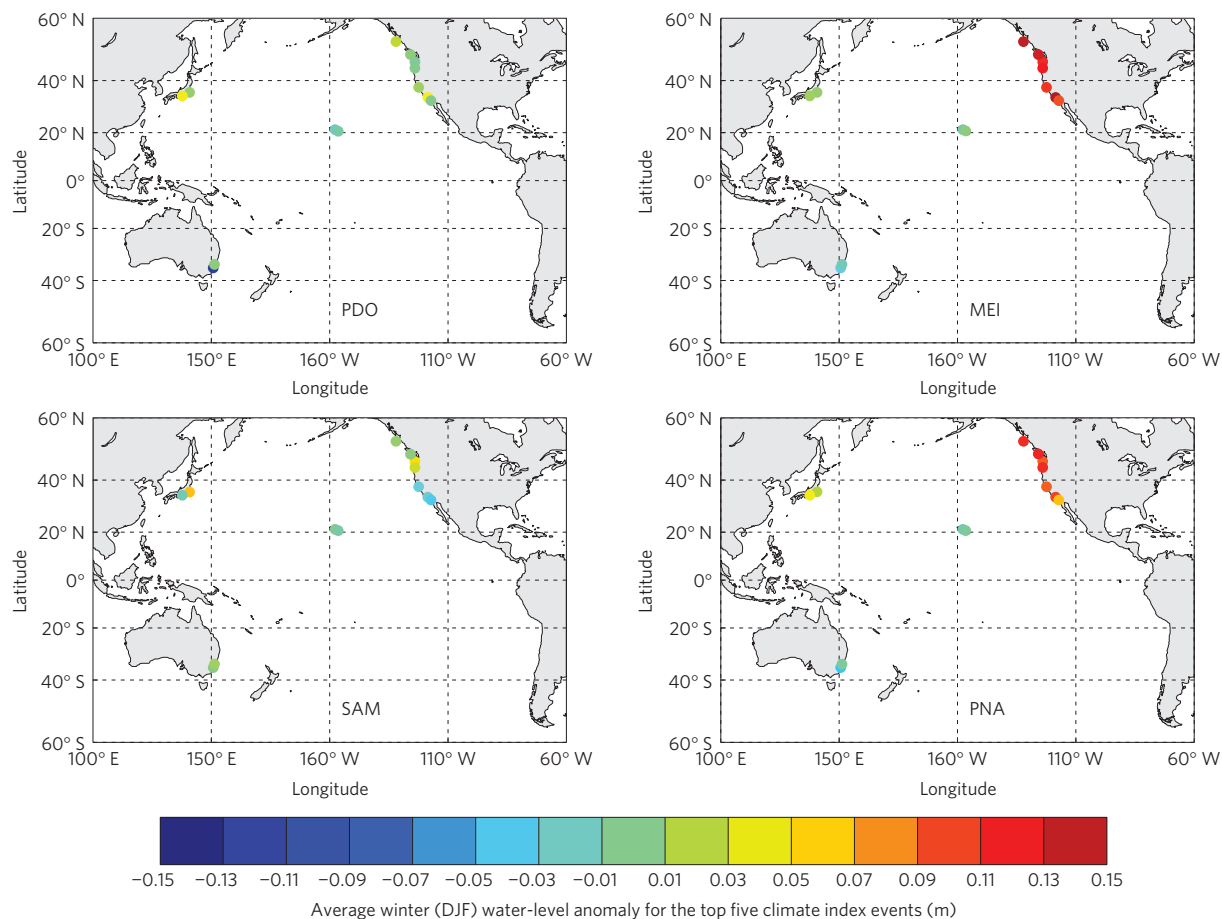 60° N
40° N
20° N
0°
20° S
40° S
60° S
Latitude
100° E 150° E 160° W 110° W 60° W
Longitude
PDO
60° N
40° N
20° N
0°
20° S
40° S
60° S
Latitude
100° E 150° E 160° W 110° W 60° W
Longitude
MEI
60° N
40° N
20° N
0°
20° S
40° S
60° S
Latitude
100° E 150° E 160° W 110° W 60° W
Longitude
SAM
60° N
40° N
20° N
0°
20° S
40° S
60° S
Latitude
100° E 150° E 160° W 110° W 60° W
Longitude
PNA
−0.15 −0.13 −0.11 −0.09 −0.07 −0.05 −0.03 −0.01 0.01 0.03 0.05 0.07 0.09 0.11 0.13 0.15
Average winter (DJF) water-level anomaly for the top five climate index events (m)